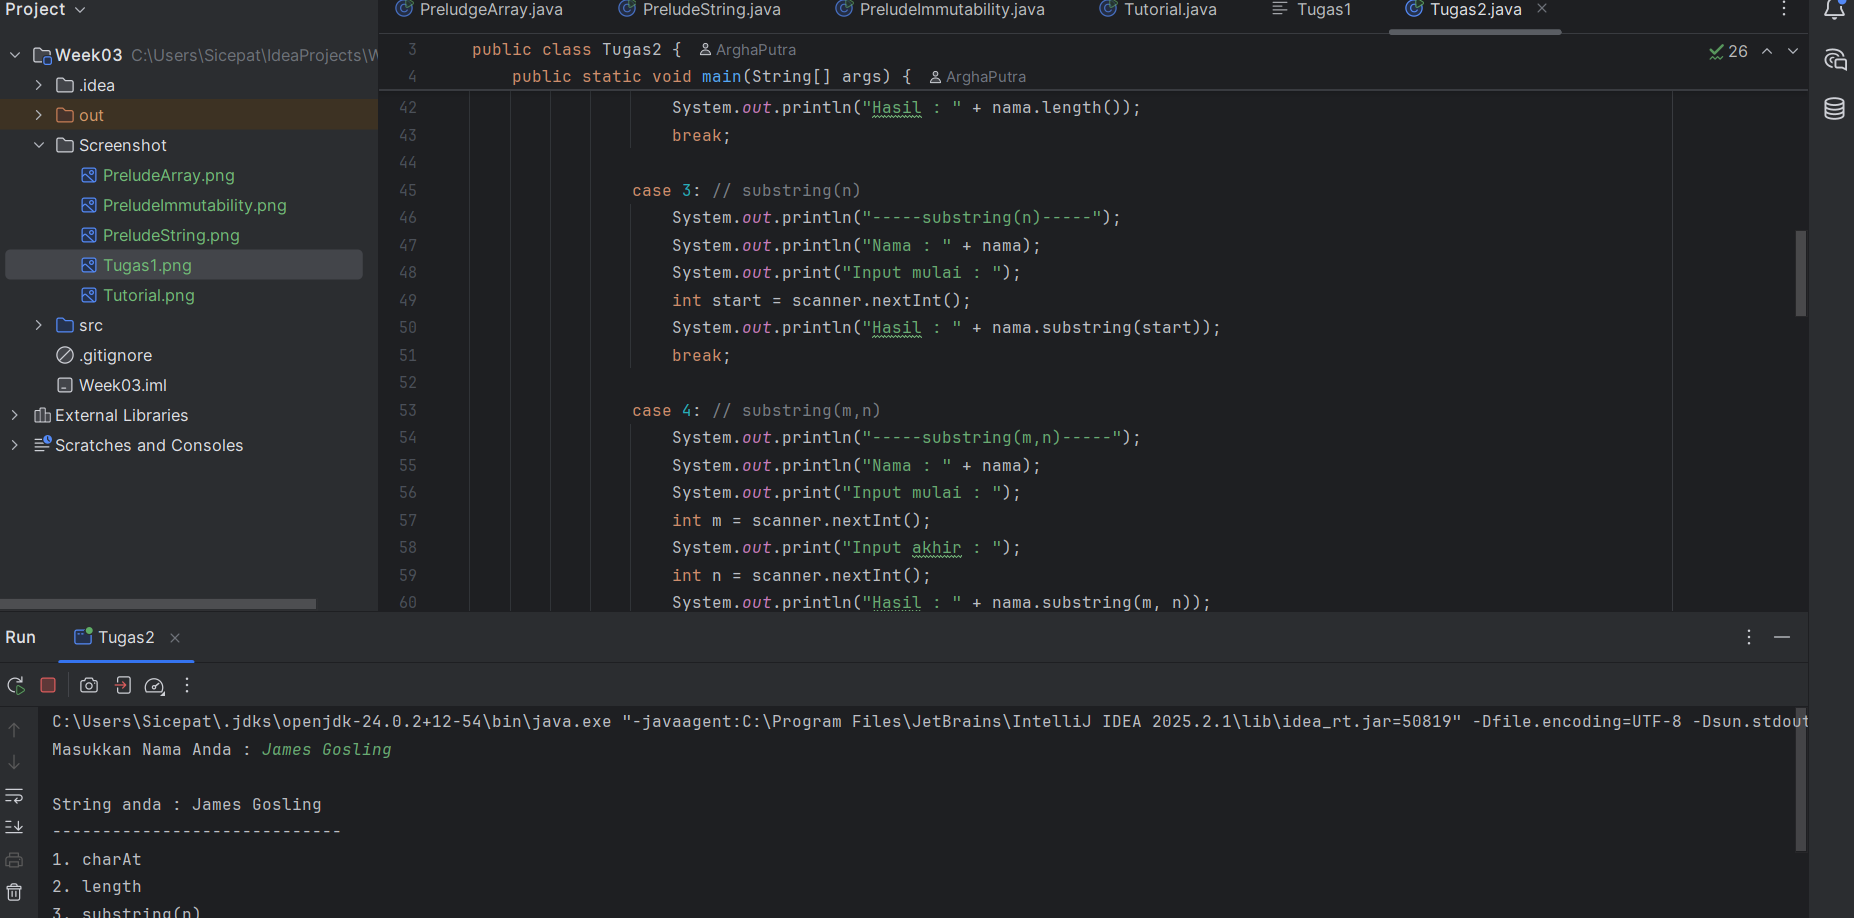 Project
PreludgeArray.java PreludeString.java PreludeImmutability.java Tutorial.java Tugas1 Tugas2.java
Week03 C:\Users\Sicepat\IdeaProjects\W
.idea
out
Screenshot
PreludeArray.png
PreludeImmutability.png
PreludeString.png
Tugas1.png
Tutorial.png
src
.gitignore
Week03.iml
External Libraries
Scratches and Consoles
26
3 public class Tugas2 { ArghaPutra
4 public static void main(String[] args) { ArghaPutra
42 System.out.println("Hasil : " + nama.length());
43 break;
44
45 case 3: // substring(n)
46 System.out.println("-----substring(n)-----");
47 System.out.println("Nama : " + nama);
48 System.out.print("Input mulai : ");
49 int start = scanner.nextInt();
50 System.out.println("Hasil : " + nama.substring(start));
51 break;
52
53 case 4: // substring(m,n)
54 System.out.println("-----substring(m,n)-----");
55 System.out.println("Nama : " + nama);
56 System.out.print("Input mulai : ");
57 int m = scanner.nextInt();
58 System.out.print("Input akhir : ");
59 int n = scanner.nextInt();
60 System.out.println("Hasil : " + nama.substring(m, n));
Run Tugas2
C:\Users\Sicepat\.jdks\openjdk-24.0.2+12-54\bin\java.exe "-javaagent:C:\Program Files\JetBrains\IntelliJ IDEA 2025.2.1\lib\idea_rt.jar=50819" -Dfile.encoding=UTF-8 -Dsun.stdout
Masukkan Nama Anda : James Gosling
String anda : James Gosling
-----------------------------
1. charAt
2. length
3. substring(n)